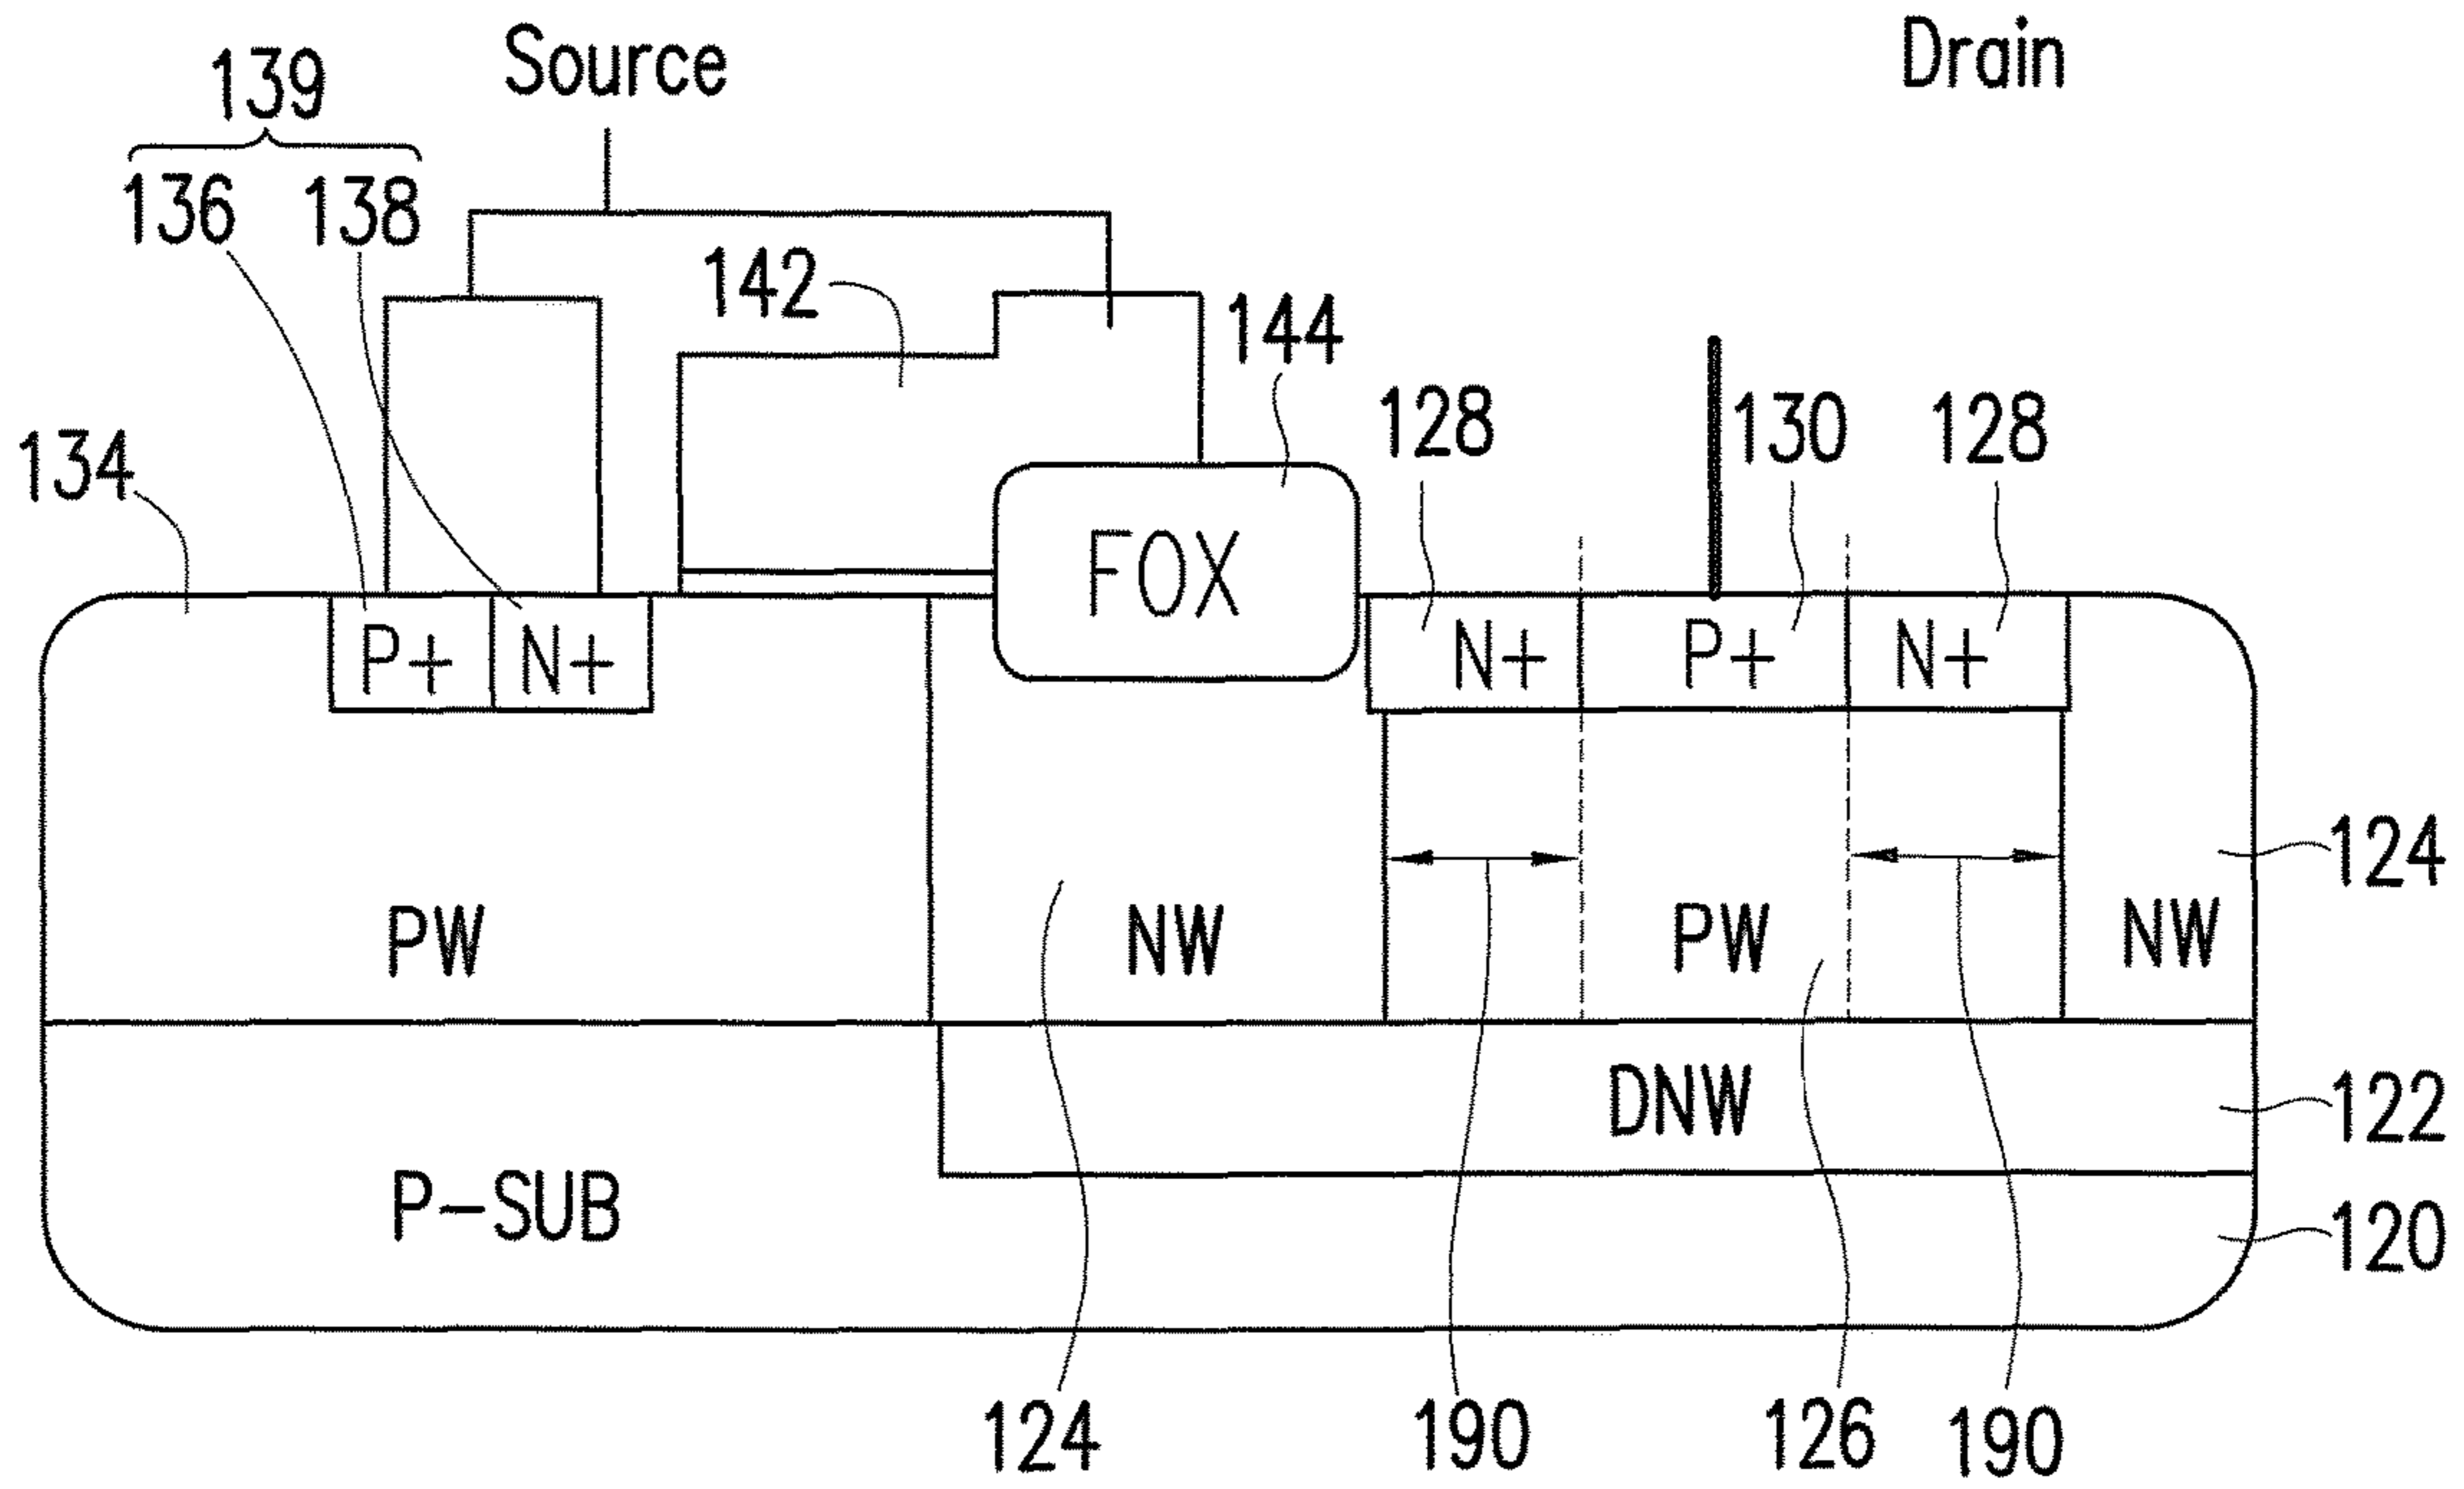 Source Drain
139
136 138
142
144
128 130 128
134
FOX
P+ N+ N+ P+ N+
124
PW NW PW NW
DNW 122
P-SUB 120
124 190 126 190